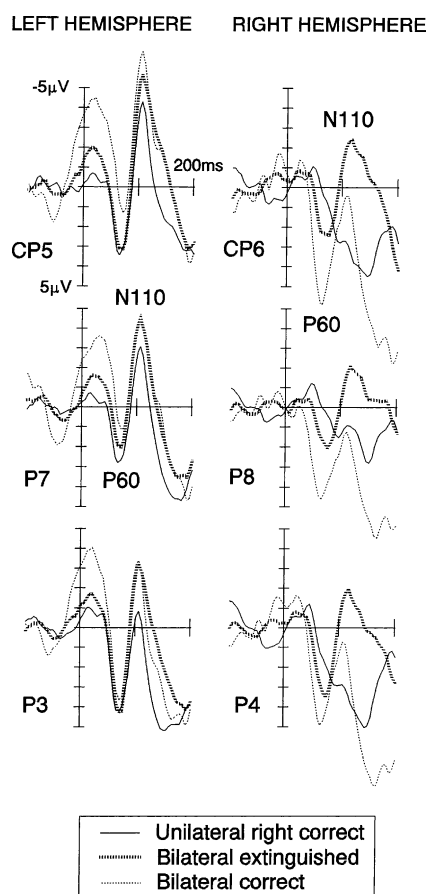 LEFT HEMISPHERE RIGHT HEMISPHERE
-5µV
N110
200ms
CP5 CP6
5µV
N110 P60
P7 P60 P8
P3 P4
Unilateral right correct
Bilateral extinguished
Bilateral correct